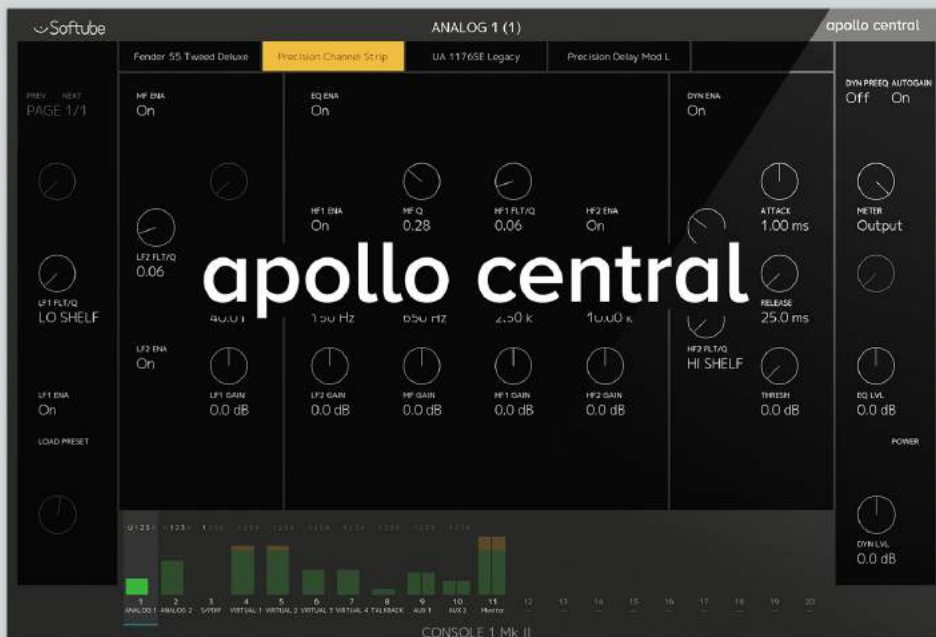 Softube
ANALOG 1 (1)
apollo central
Fender 55 Tweed Deluxe
Precision Channel Strip
UA 1176SE Legacy
Precision Delay Mod L
PREV NEXT
PAGE 1/1
MF ENA
On
EQ ENA
On
DYN ENA
On
DYN PREEQ AUTOGAIN
Off On
HF1 ENA
On
MF Q
0.28
HF1 FLT/Q
0.06
HF2 ENA
On
ATTACK
1.00 ms
METER
Output
LF2 FLT/Q
0.06
apollo central
LF1 FLT/Q
LO SHELF
150 Hz
650 Hz
2.50 k
10.00 k
RELEASE
25.0 ms
LF2 ENA
On
HF2 FLT/Q
HI SHELF
LF1 ENA
On
LF1 GAIN
0.0 dB
LF2 GAIN
0.0 dB
MF GAIN
0.0 dB
HF1 GAIN
0.0 dB
HF2 GAIN
0.0 dB
THRESH
0.0 dB
EQ LVL
0.0 dB
LOAD PRESET
POWER
DYN LVL
0.0 dB
1 2 3 4 5 6 7 8 9 10 11 12 13 14 15 16 17 18 19 20
ANALOG 1 ANALOG 2 S/PDIF VIRTUAL 1 VIRTUAL 2 VIRTUAL 3 VIRTUAL 4 TALKBACK AUX 1 AUX 2 Monitor
CONSOLE 1 Mk II